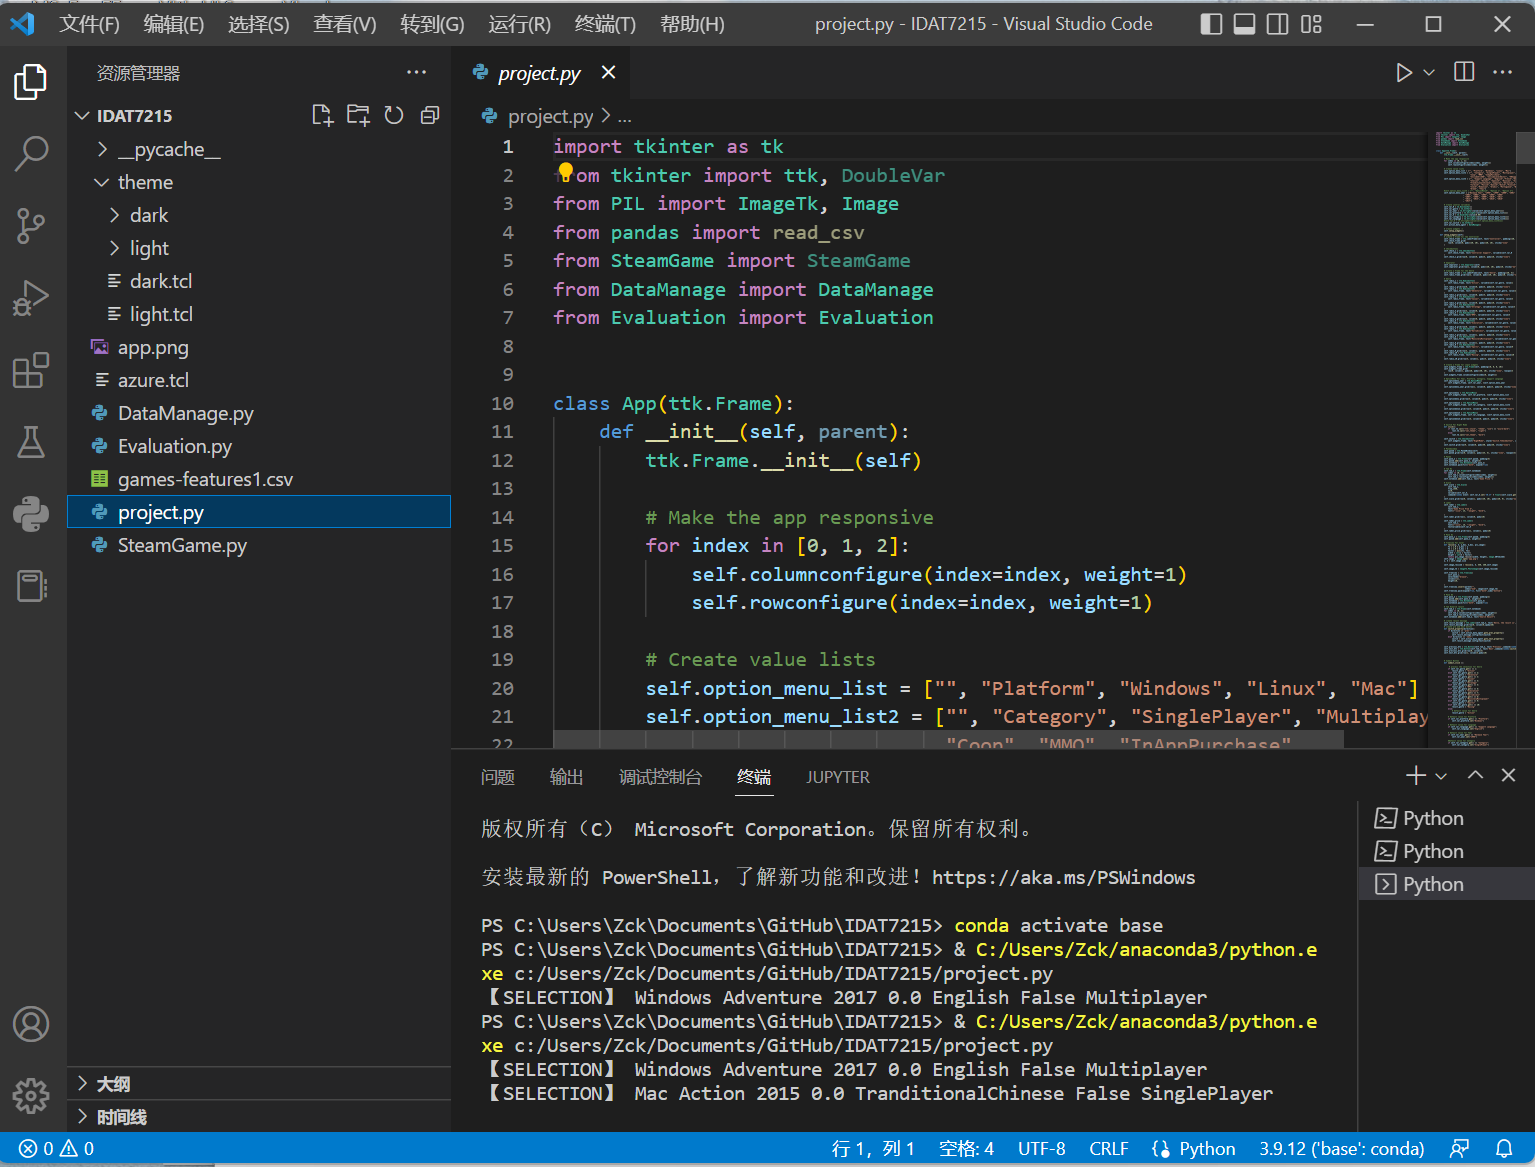 文件(F) 编辑(E) 选择(S) 查看(V) 转到(G) 运行(R) 终端(T) 帮助(H) project.py - IDAT7215 - Visual Studio Code
资源管理器
IDAT7215
__pycache__
theme
dark
light
dark.tcl
light.tcl
app.png
azure.tcl
DataManage.py
Evaluation.py
games-features1.csv
project.py
SteamGame.py
大纲
时间线
project.py
project.py > ...
1 import tkinter as tk
2 from tkinter import ttk, DoubleVar
3 from PIL import ImageTk, Image
4 from pandas import read_csv
5 from SteamGame import SteamGame
6 from DataManage import DataManage
7 from Evaluation import Evaluation
8
9
10 class App(ttk.Frame):
11 def __init__(self, parent):
12 ttk.Frame.__init__(self)
13
14 # Make the app responsive
15 for index in [0, 1, 2]:
16 self.columnconfigure(index=index, weight=1)
17 self.rowconfigure(index=index, weight=1)
18
19 # Create value lists
20 self.option_menu_list = ["", "Platform", "Windows", "Linux", "Mac"]
21 self.option_menu_list2 = ["", "Category", "SinglePlayer", "Multiplay
22 "Coop", "MMO", "InAppPurchase"
问题 输出 调试控制台 终端 JUPYTER
版权所有（C） Microsoft Corporation。保留所有权利。
安装最新的 PowerShell，了解新功能和改进！https://aka.ms/PSWindows
PS C:\Users\Zck\Documents\GitHub\IDAT7215> conda activate base
PS C:\Users\Zck\Documents\GitHub\IDAT7215> & C:/Users/Zck/anaconda3/python.e
xe c:/Users/Zck/Documents/GitHub/IDAT7215/project.py
【SELECTION】 Windows Adventure 2017 0.0 English False Multiplayer
PS C:\Users\Zck\Documents\GitHub\IDAT7215> & C:/Users/Zck/anaconda3/python.e
xe c:/Users/Zck/Documents/GitHub/IDAT7215/project.py
【SELECTION】 Windows Adventure 2017 0.0 English False Multiplayer
【SELECTION】 Mac Action 2015 0.0 TranditionalChinese False SinglePlayer
Python
Python
Python
0 0 行 1，列 1 空格: 4 UTF-8 CRLF Python 3.9.12 ('base': conda)